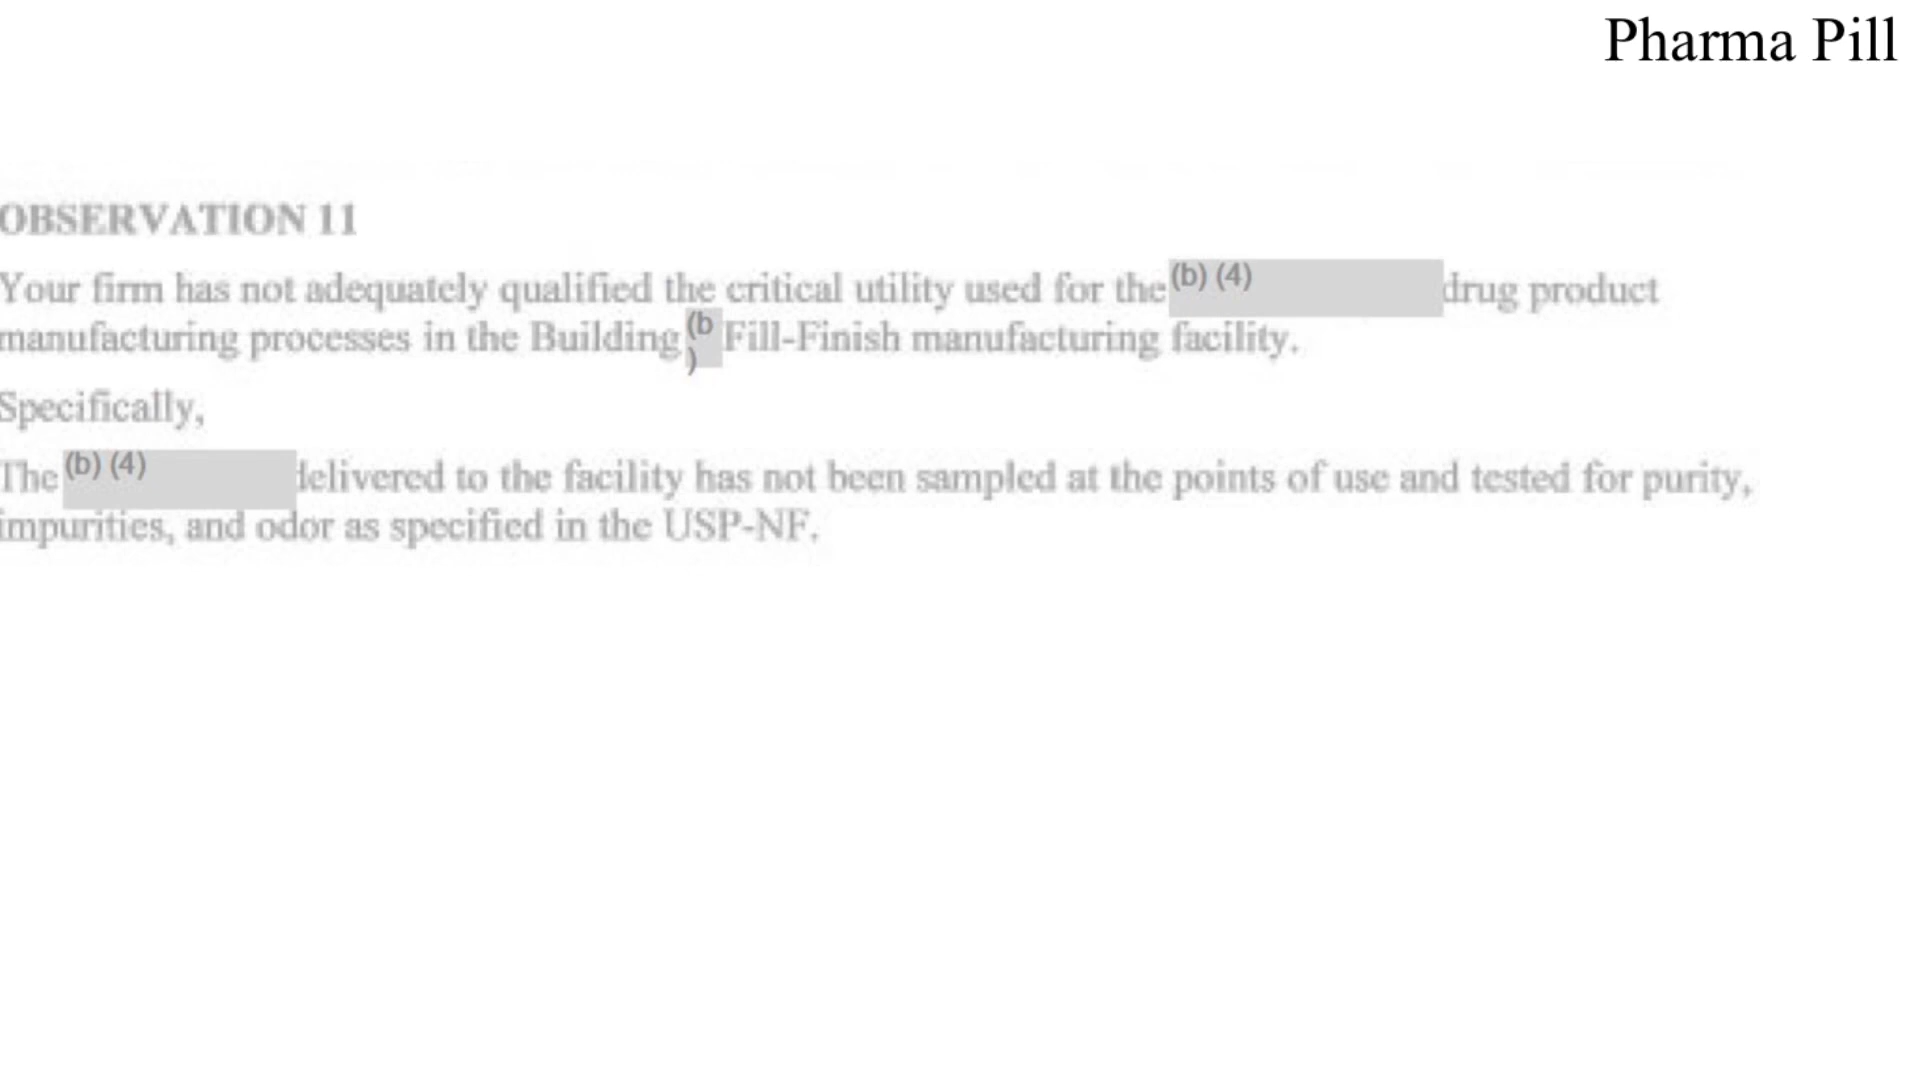 Pharma Pill
OBSERVATION 11
Your firm has not adequately qualified the critical utility used for the (b) (4) drug product
manufacturing processes in the Building (b) Fill-Finish manufacturing facility.
Specifically,
The (b) (4) delivered to the facility has not been sampled at the points of use and tested for purity,
impurities, and odor as specified in the USP-NF.